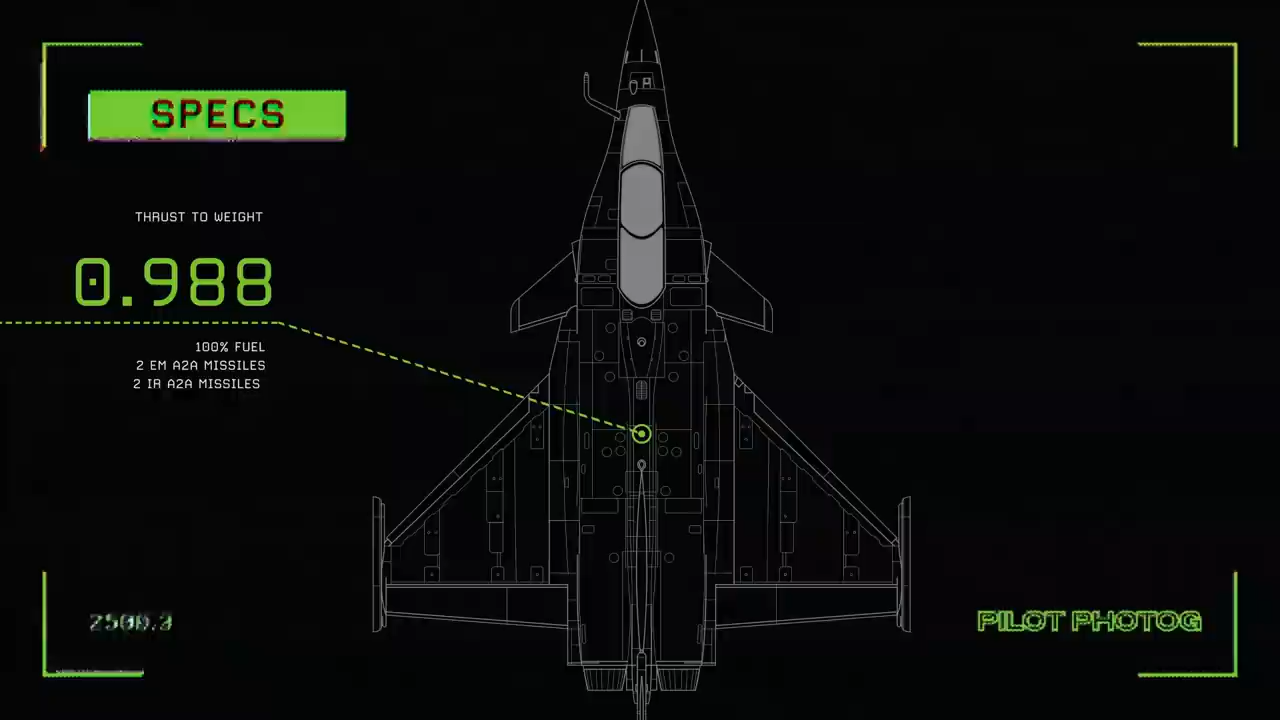 SPECS
THRUST TO WEIGHT
0.988
100% FUEL
2 EM A2A MISSILES
2 IR A2A MISSILES
PILOT PHOTOG